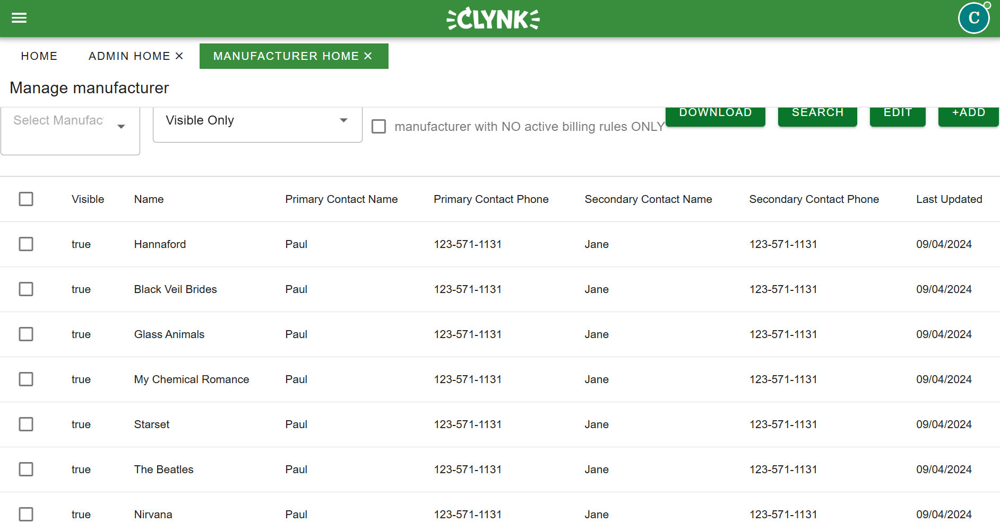 CLYNK
C
HOME ADMIN HOME × MANUFACTURER HOME ×
Manage manufacturer
Select Manufac Visible Only manufacturer with NO active billing rules ONLY DOWNLOAD SEARCH EDIT +ADD
Visible Name Primary Contact Name Primary Contact Phone Secondary Contact Name Secondary Contact Phone Last Updated
true Hannaford Paul 123-571-1131 Jane 123-571-1131 09/04/2024
true Black Veil Brides Paul 123-571-1131 Jane 123-571-1131 09/04/2024
true Glass Animals Paul 123-571-1131 Jane 123-571-1131 09/04/2024
true My Chemical Romance Paul 123-571-1131 Jane 123-571-1131 09/04/2024
true Starset Paul 123-571-1131 Jane 123-571-1131 09/04/2024
true The Beatles Paul 123-571-1131 Jane 123-571-1131 09/04/2024
true Nirvana Paul 123-571-1131 Jane 123-571-1131 09/04/2024